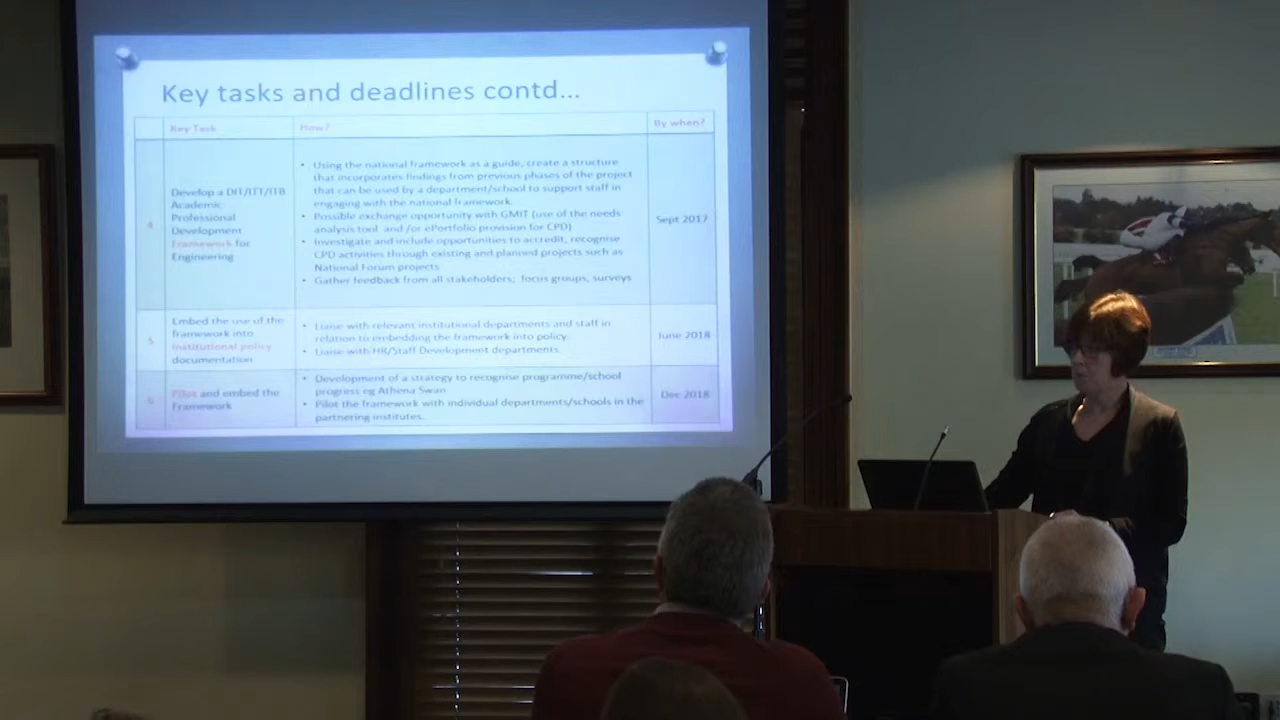 Key tasks and deadlines contd...
Key Task
How?
By when?
4
Develop a DIT/ITT/ITB
Academic
Professional
Development
Framework for
Engineering
• Using the national framework as a guide, create a structure
that incorporates findings from previous phases of the project
that can be used by a department/school to support staff in
engaging with the national framework.
• Possible exchange opportunity with GMIT (use of the needs
analysis tool and /or ePortfolio provision for CPD)
• Investigate and include opportunities to accredit, recognise
CPD activities through existing and planned projects such as
National Forum projects
• Gather feedback from all stakeholders; focus groups, surveys
Sept 2017
5
Embed the use of the
framework into
institutional policy
documentation
• Liaise with relevant institutional departments and staff in
relation to embedding the framework into policy.
• Liaise with HR/Staff Development departments.
June 2018
6
Pilot and embed the
Framework
• Development of a strategy to recognise programme/school
progress eg Athena Swan
• Pilot the framework with individual departments/schools in the
partnering institutes.
Dec 2018